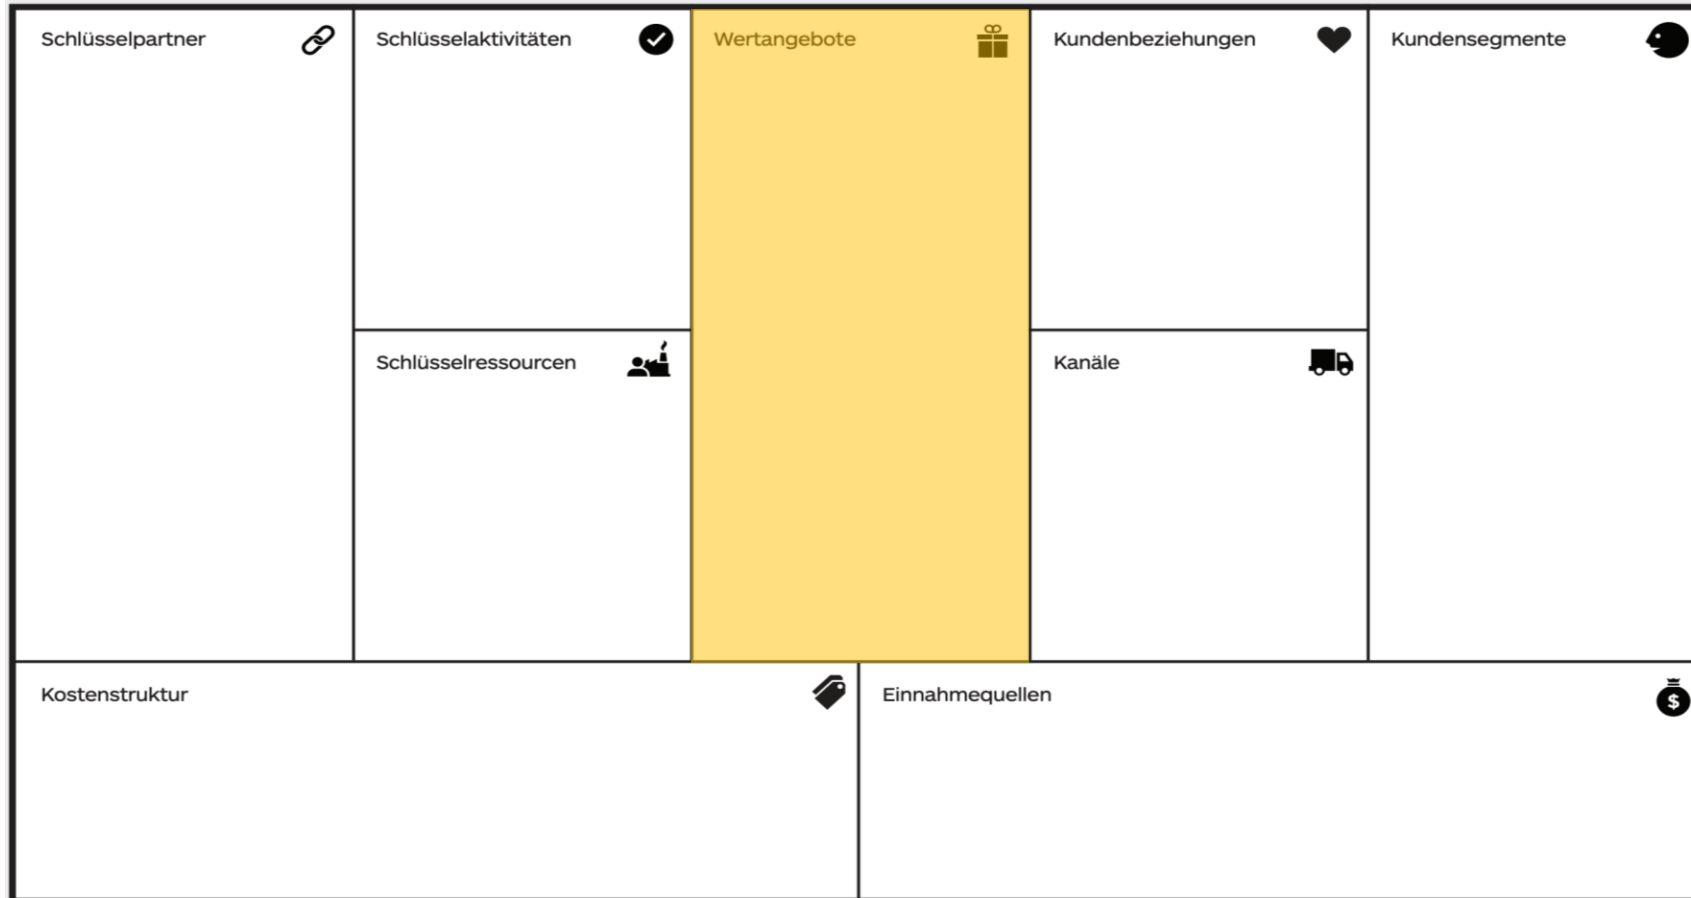 Schlüsselpartner
Schlüsselaktivitäten
Wertangebote
Kundenbeziehungen
Kundensegmente
Schlüsselressourcen
Kanäle
Kostenstruktur
Einnahmequellen
$